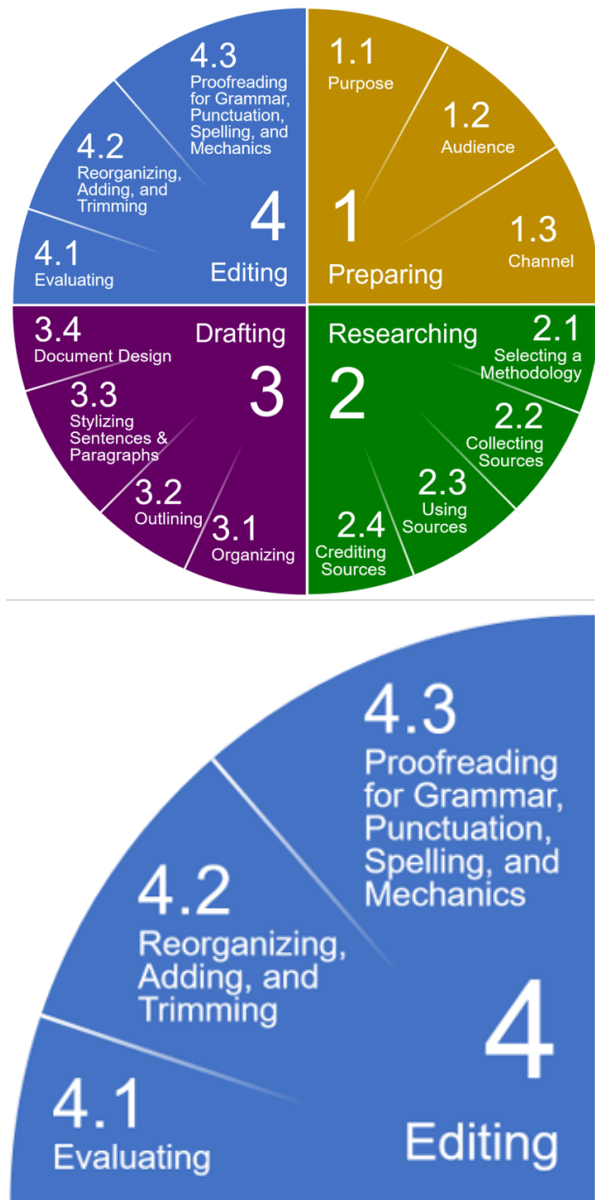 4.3
Proofreading
for Grammar,
Punctuation,
Spelling, and
Mechanics
4.2
Reorganizing,
Adding, and
Trimming
4.1
Evaluating
4
Editing
1.1
Purpose
1.2
Audience
1.3
Channel
1
Preparing
3.4
Document Design
3.3
Stylizing
Sentences &
Paragraphs
3.2
Outlining
3.1
Organizing
Drafting
3
Researching
2
2.1
Selecting a
Methodology
2.2
Collecting
Sources
2.3
Using
Sources
2.4
Crediting
Sources
4.3
Proofreading
for Grammar,
Punctuation,
Spelling, and
Mechanics
4.2
Reorganizing,
Adding, and
Trimming
4.1
Evaluating
4
Editing